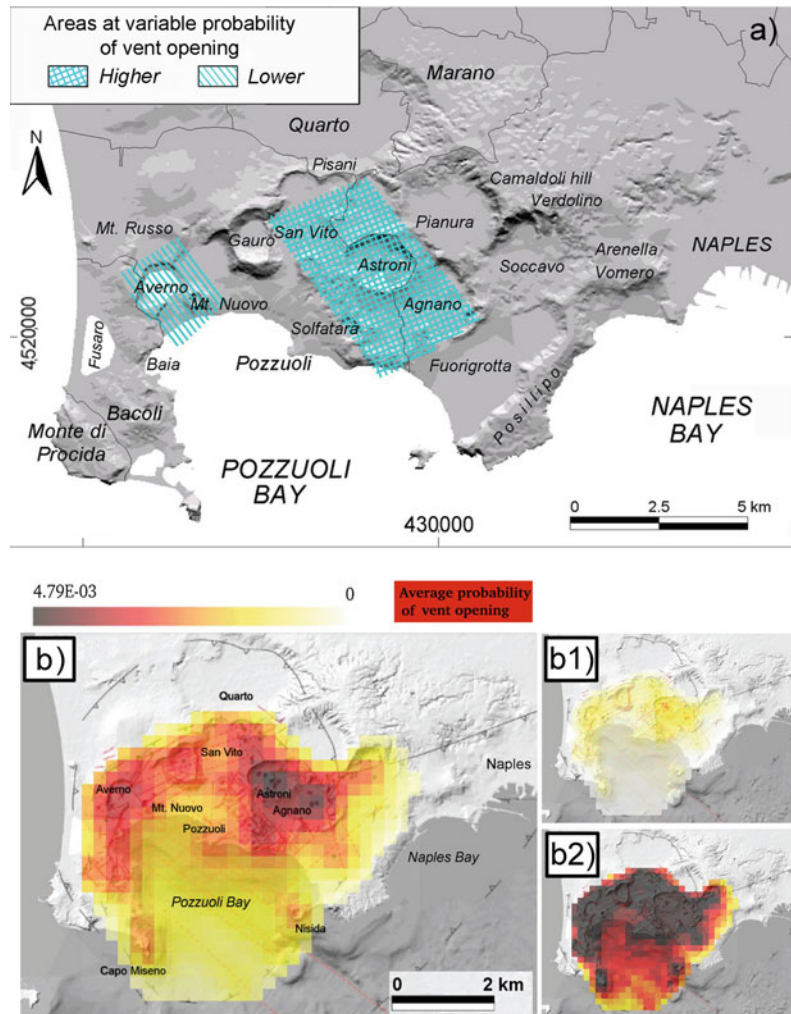 Areas at variable probability
of vent opening
Higher
Lower
a)
N
Marano
Quarto
Pisani
Camaldoli hill
Verdolino
Mt. Russo
Gauro
San Vito
Pianura
Astroni
Soccavo
Arenella
Vomero
NAPLES
Averno
Mt. Nuovo
Agnano
Solfatara
4520000
Fusaro
Baia
Pozzuoli
Fuorigrotta
Posillipo
Bacoli
Monte di
Procida
NAPLES
BAY
POZZUOLI
BAY
0 2.5 5 km
430000
4.79E-03
0
Average probability
of vent opening
b)
Quarto
San Vito
Averno
Astroni
Agnano
Mt. Nuovo
Pozzuoli
Naples
Naples Bay
Pozzuoli Bay
Nisida
Capo Miseno
0 2 km
b1)
b2)